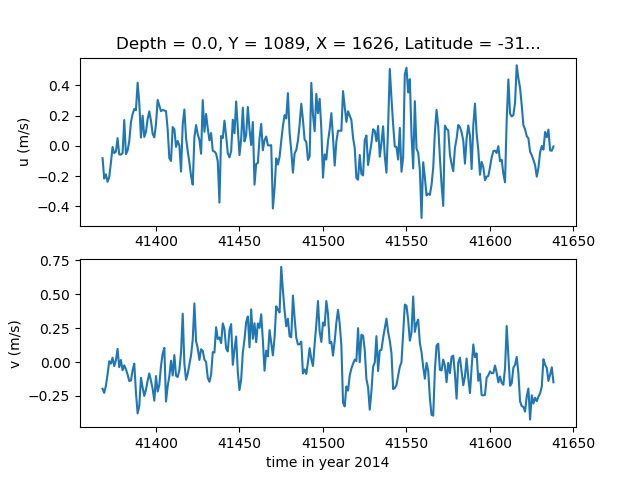 Depth = 0.0, Y = 1089, X = 1626, Latitude = -31...
u (m/s)
0.4
0.2
0.0
−0.2
−0.4
41400 41450 41500 41550 41600 41650
v (m/s)
0.75
0.50
0.25
0.00
−0.25
41400 41450 41500 41550 41600 41650
time in year 2014